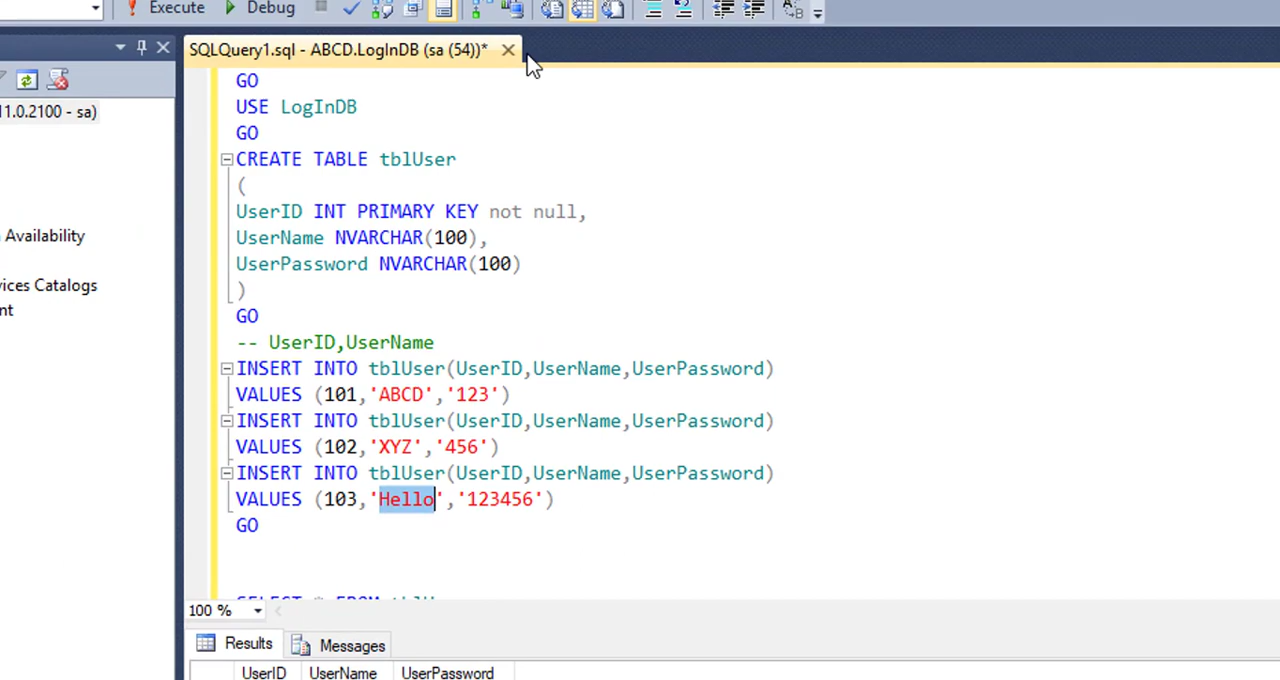 Execute Debug
SQLQuery1.sql - ABCD.LogInDB (sa (54))*
GO
11.0.2100 - sa)
USE LogInDB
GO
CREATE TABLE tblUser
(
UserID INT PRIMARY KEY not null,
Availability
UserName NVARCHAR(100),
UserPassword NVARCHAR(100)
vices Catalogs
)
nt
GO
-- UserID,UserName
INSERT INTO tblUser(UserID,UserName,UserPassword)
VALUES (101,'ABCD','123')
INSERT INTO tblUser(UserID,UserName,UserPassword)
VALUES (102,'XYZ','456')
INSERT INTO tblUser(UserID,UserName,UserPassword)
VALUES (103,'Hello','123456')
GO
SELECT * FROM tblU
100 %
Results Messages
UserID UserName UserPassword